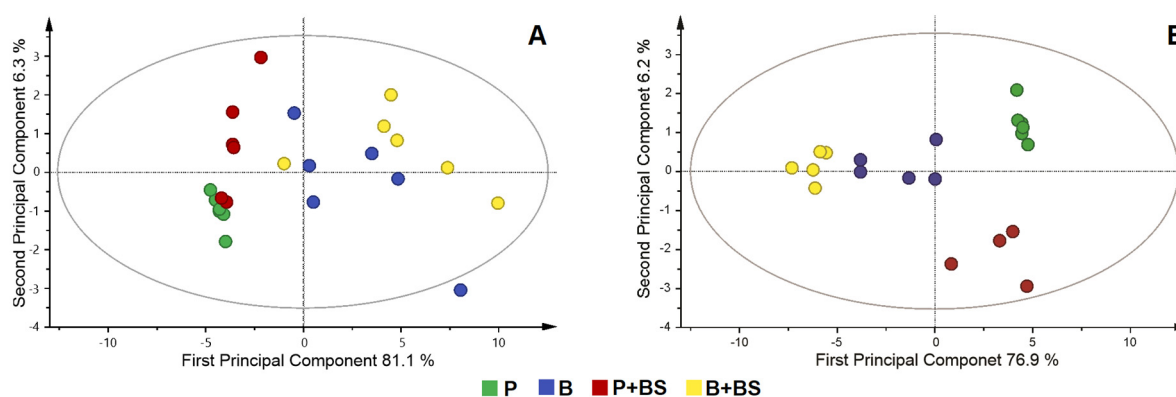 A
Second Principal Component 6.3 %
3
2
1
0
-1
-2
-3
-4
-10 -5 0 5 10
First Principal Component 81.1 %
Second Principal Component 6.2 %
3
2
1
0
-1
-2
-3
-4
-10 -5 0 5 10
First Principal Componet 76.9 %
P B P+BS B+BS